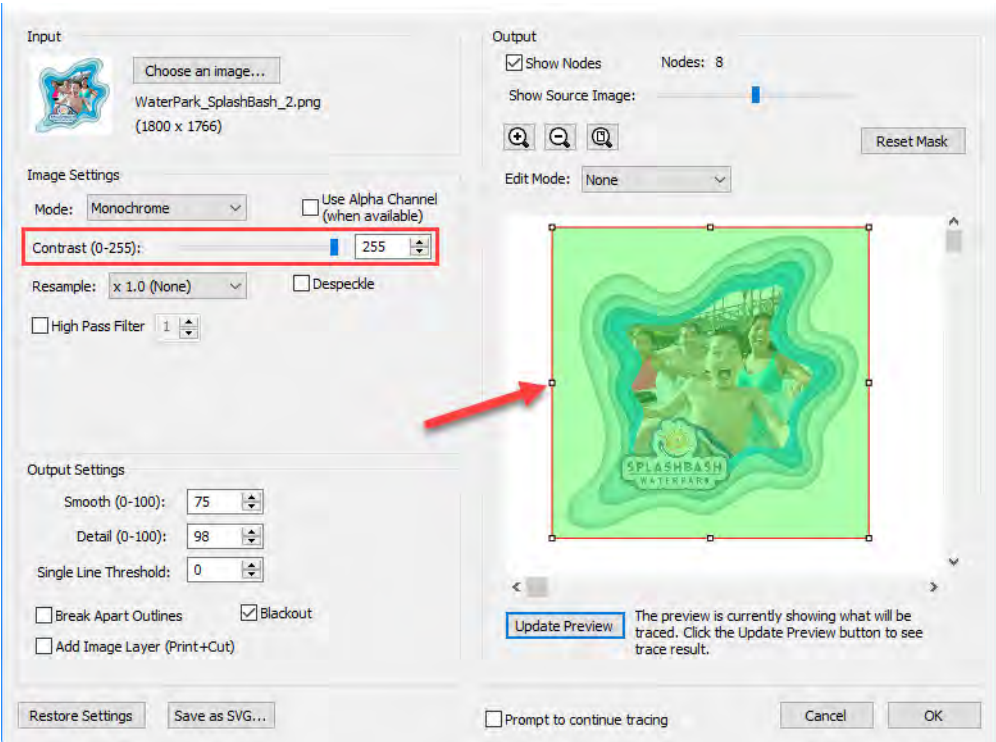 Input
Choose an image...
WaterPark_SplashBash_2.png
(1800 x 1766)
Image Settings
Mode: Monochrome
Use Alpha Channel
(when available)
Contrast (0-255): 255
Resample: x 1.0 (None)
Despeckle
High Pass Filter 1
Output Settings
Smooth (0-100): 75
Detail (0-100): 98
Single Line Threshold: 0
Break Apart Outlines
Blackout
Add Image Layer (Print+Cut)
Restore Settings
Save as SVG...
Output
Show Nodes
Nodes: 8
Show Source Image:
Reset Mask
Edit Mode: None
SPLASHBASH
WATERPARK
Update Preview
The preview is currently showing what will be
traced. Click the Update Preview button to see
trace result.
Prompt to continue tracing
Cancel
OK